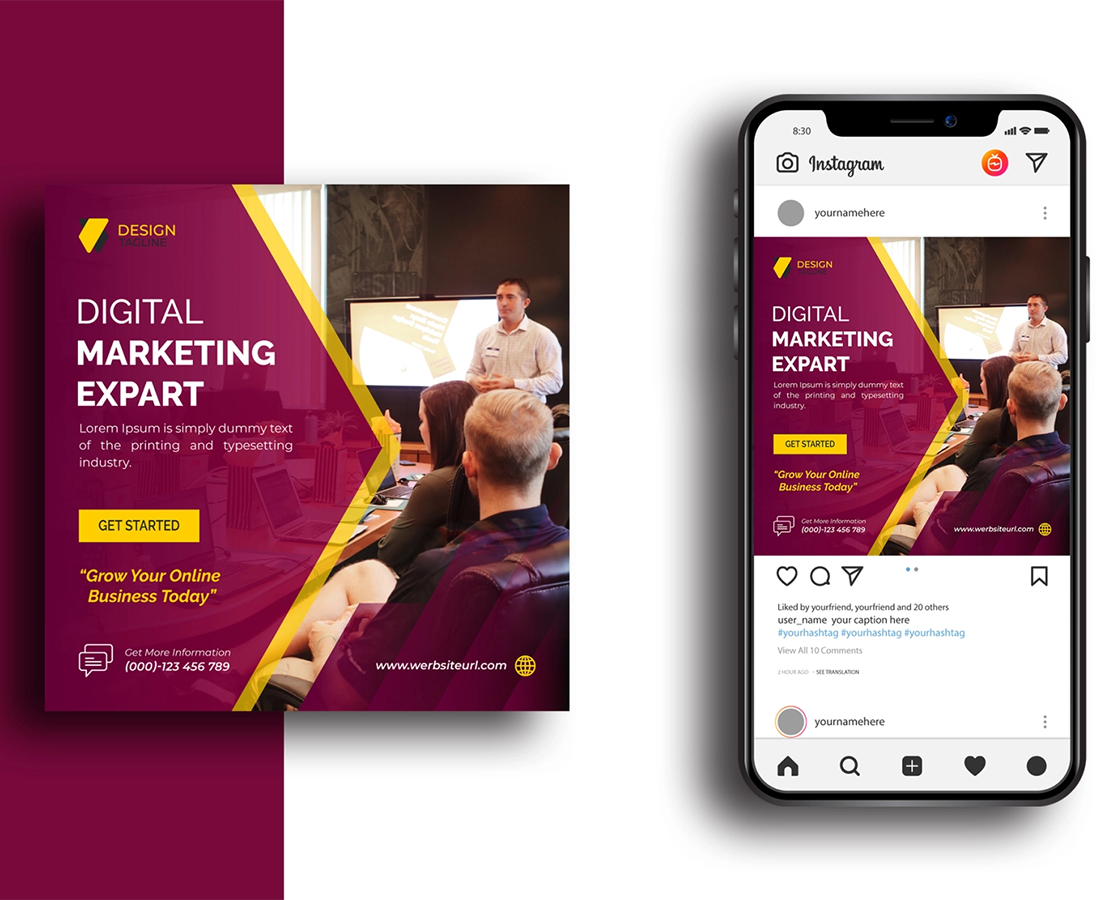 DESIGN
TAGLINE
DIGITAL
MARKETING
EXPART
Lorem Ipsum is simply dummy text
of the printing and typesetting
industry.
GET STARTED
“Grow Your Online
Business Today”
Get More Information
(000)-123 456 789
www.werbsiteurl.com
8:30
Instagram
yournamehere
DESIGN
TAGLINE
DIGITAL
MARKETING
EXPART
Lorem Ipsum is simply dummy text
of the printing and typesetting
industry.
GET STARTED
“Grow Your Online
Business Today”
Get More Information
(000)-123 456 789
www.werbsiteurl.com
Liked by yourfriend, yourfriend and 20 others
user_name your caption here
#yourhashtag #yourhashtag #yourhashtag
View All 10 Comments
2 HOUR AGO · SEE TRANSLATION
yournamehere